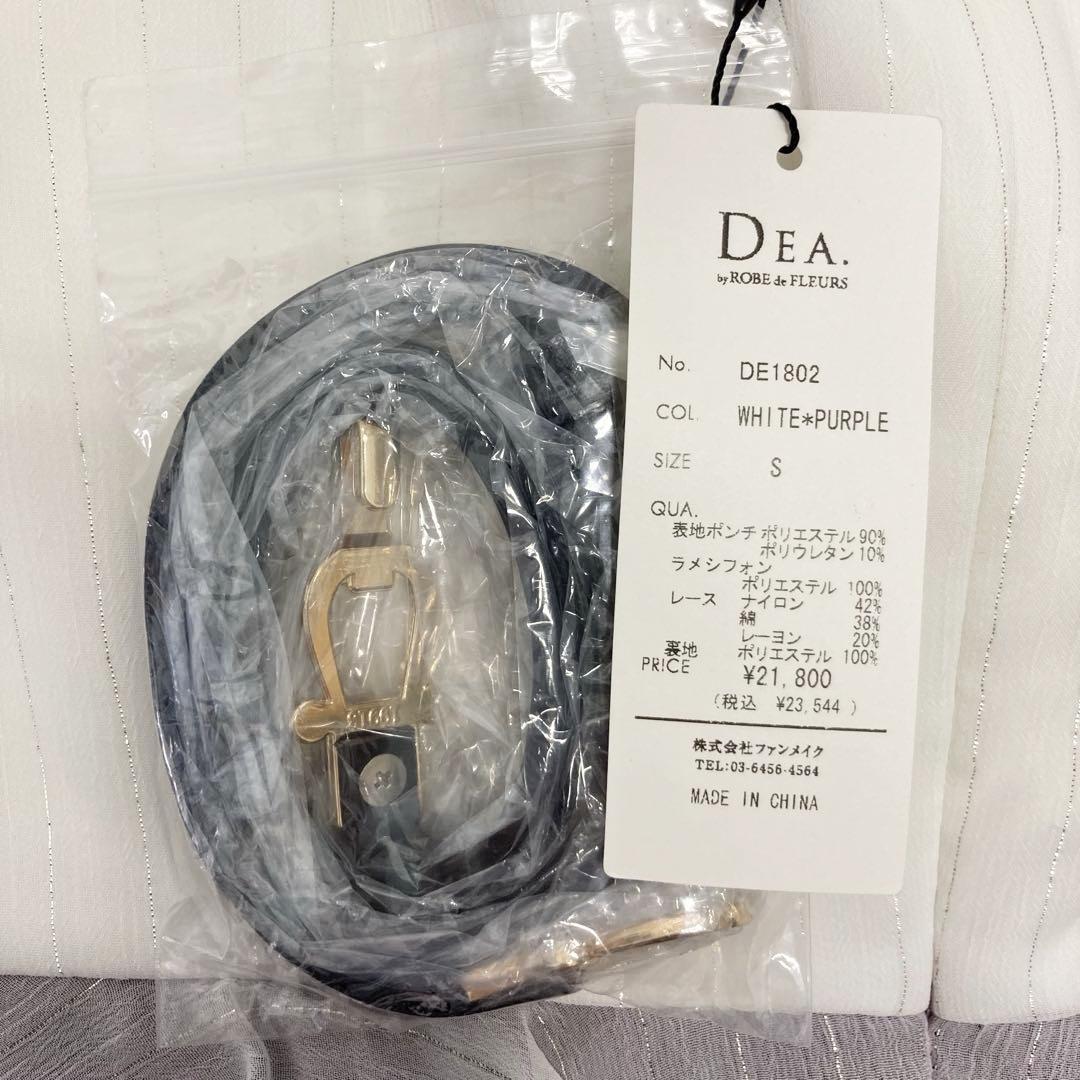 DEA.
by ROBE de FLEURS
No. DE1802
COL. WHITE*PURPLE
SIZE S
QUA.
表地ポンチ ポリエステル 90%
ポリウレタン 10%
ラメシフォン
ポリエステル 100%
レース ナイロン 42%
綿 38%
レーヨン 20%
裏地 ポリエステル 100%
PRICE ¥21,800
(税込 ¥23,544 )
株式会社ファンメイク
TEL:03-6456-4564
MADE IN CHINA